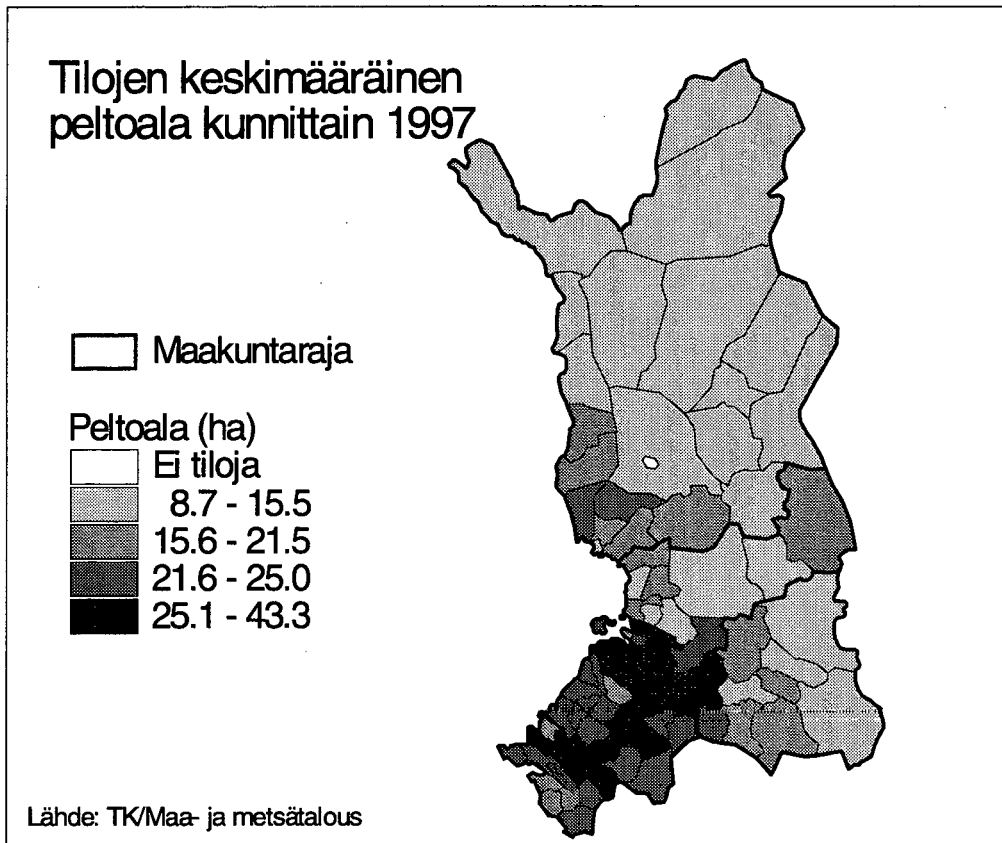 Tilojen keskimääräinen
peltoala kunnittain 1997
Maakuntaraja
Peltoala (ha)
Ei tiloja
8.7 - 15.5
15.6 - 21.5
21.6 - 25.0
25.1 - 43.3
Lähde: TK/Maa- ja metsätalous